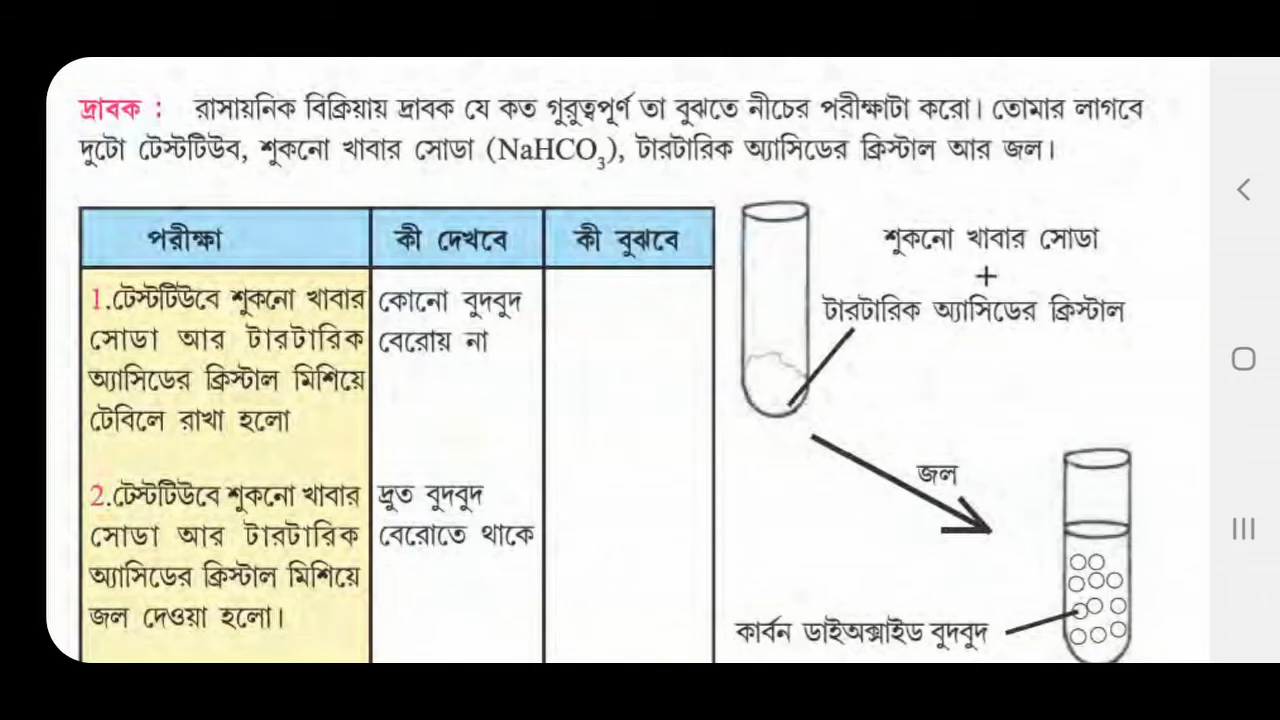 দ্রাবক : রাসায়নিক বিক্রিয়ায় দ্রাবক যে কত গুরুত্বপূর্ণ তা বুঝতে নীচের পরীক্ষাটা করো। তোমার লাগবে
দুটো টেস্টটিউব, শুকনো খাবার সোডা (NaHCO₃), টারটারিক অ্যাসিডের ক্রিস্টাল আর জল।
পরীক্ষা
কী দেখবে
কী বুঝবে
1.টেস্টটিউবে শুকনো খাবার
সোডা আর টারটারিক
অ্যাসিডের ক্রিস্টাল মিশিয়ে
টেবিলে রাখা হলো
কোনো বুদবুদ
বেরোয় না
2.টেস্টটিউবে শুকনো খাবার
সোডা আর টারটারিক
অ্যাসিডের ক্রিস্টাল মিশিয়ে
জল দেওয়া হলো।
দ্রুত বুদবুদ
বেরোতে থাকে
শুকনো খাবার সোডা
+
টারটারিক অ্যাসিডের ক্রিস্টাল
জল
কার্বন ডাইঅক্সাইড বুদবুদ